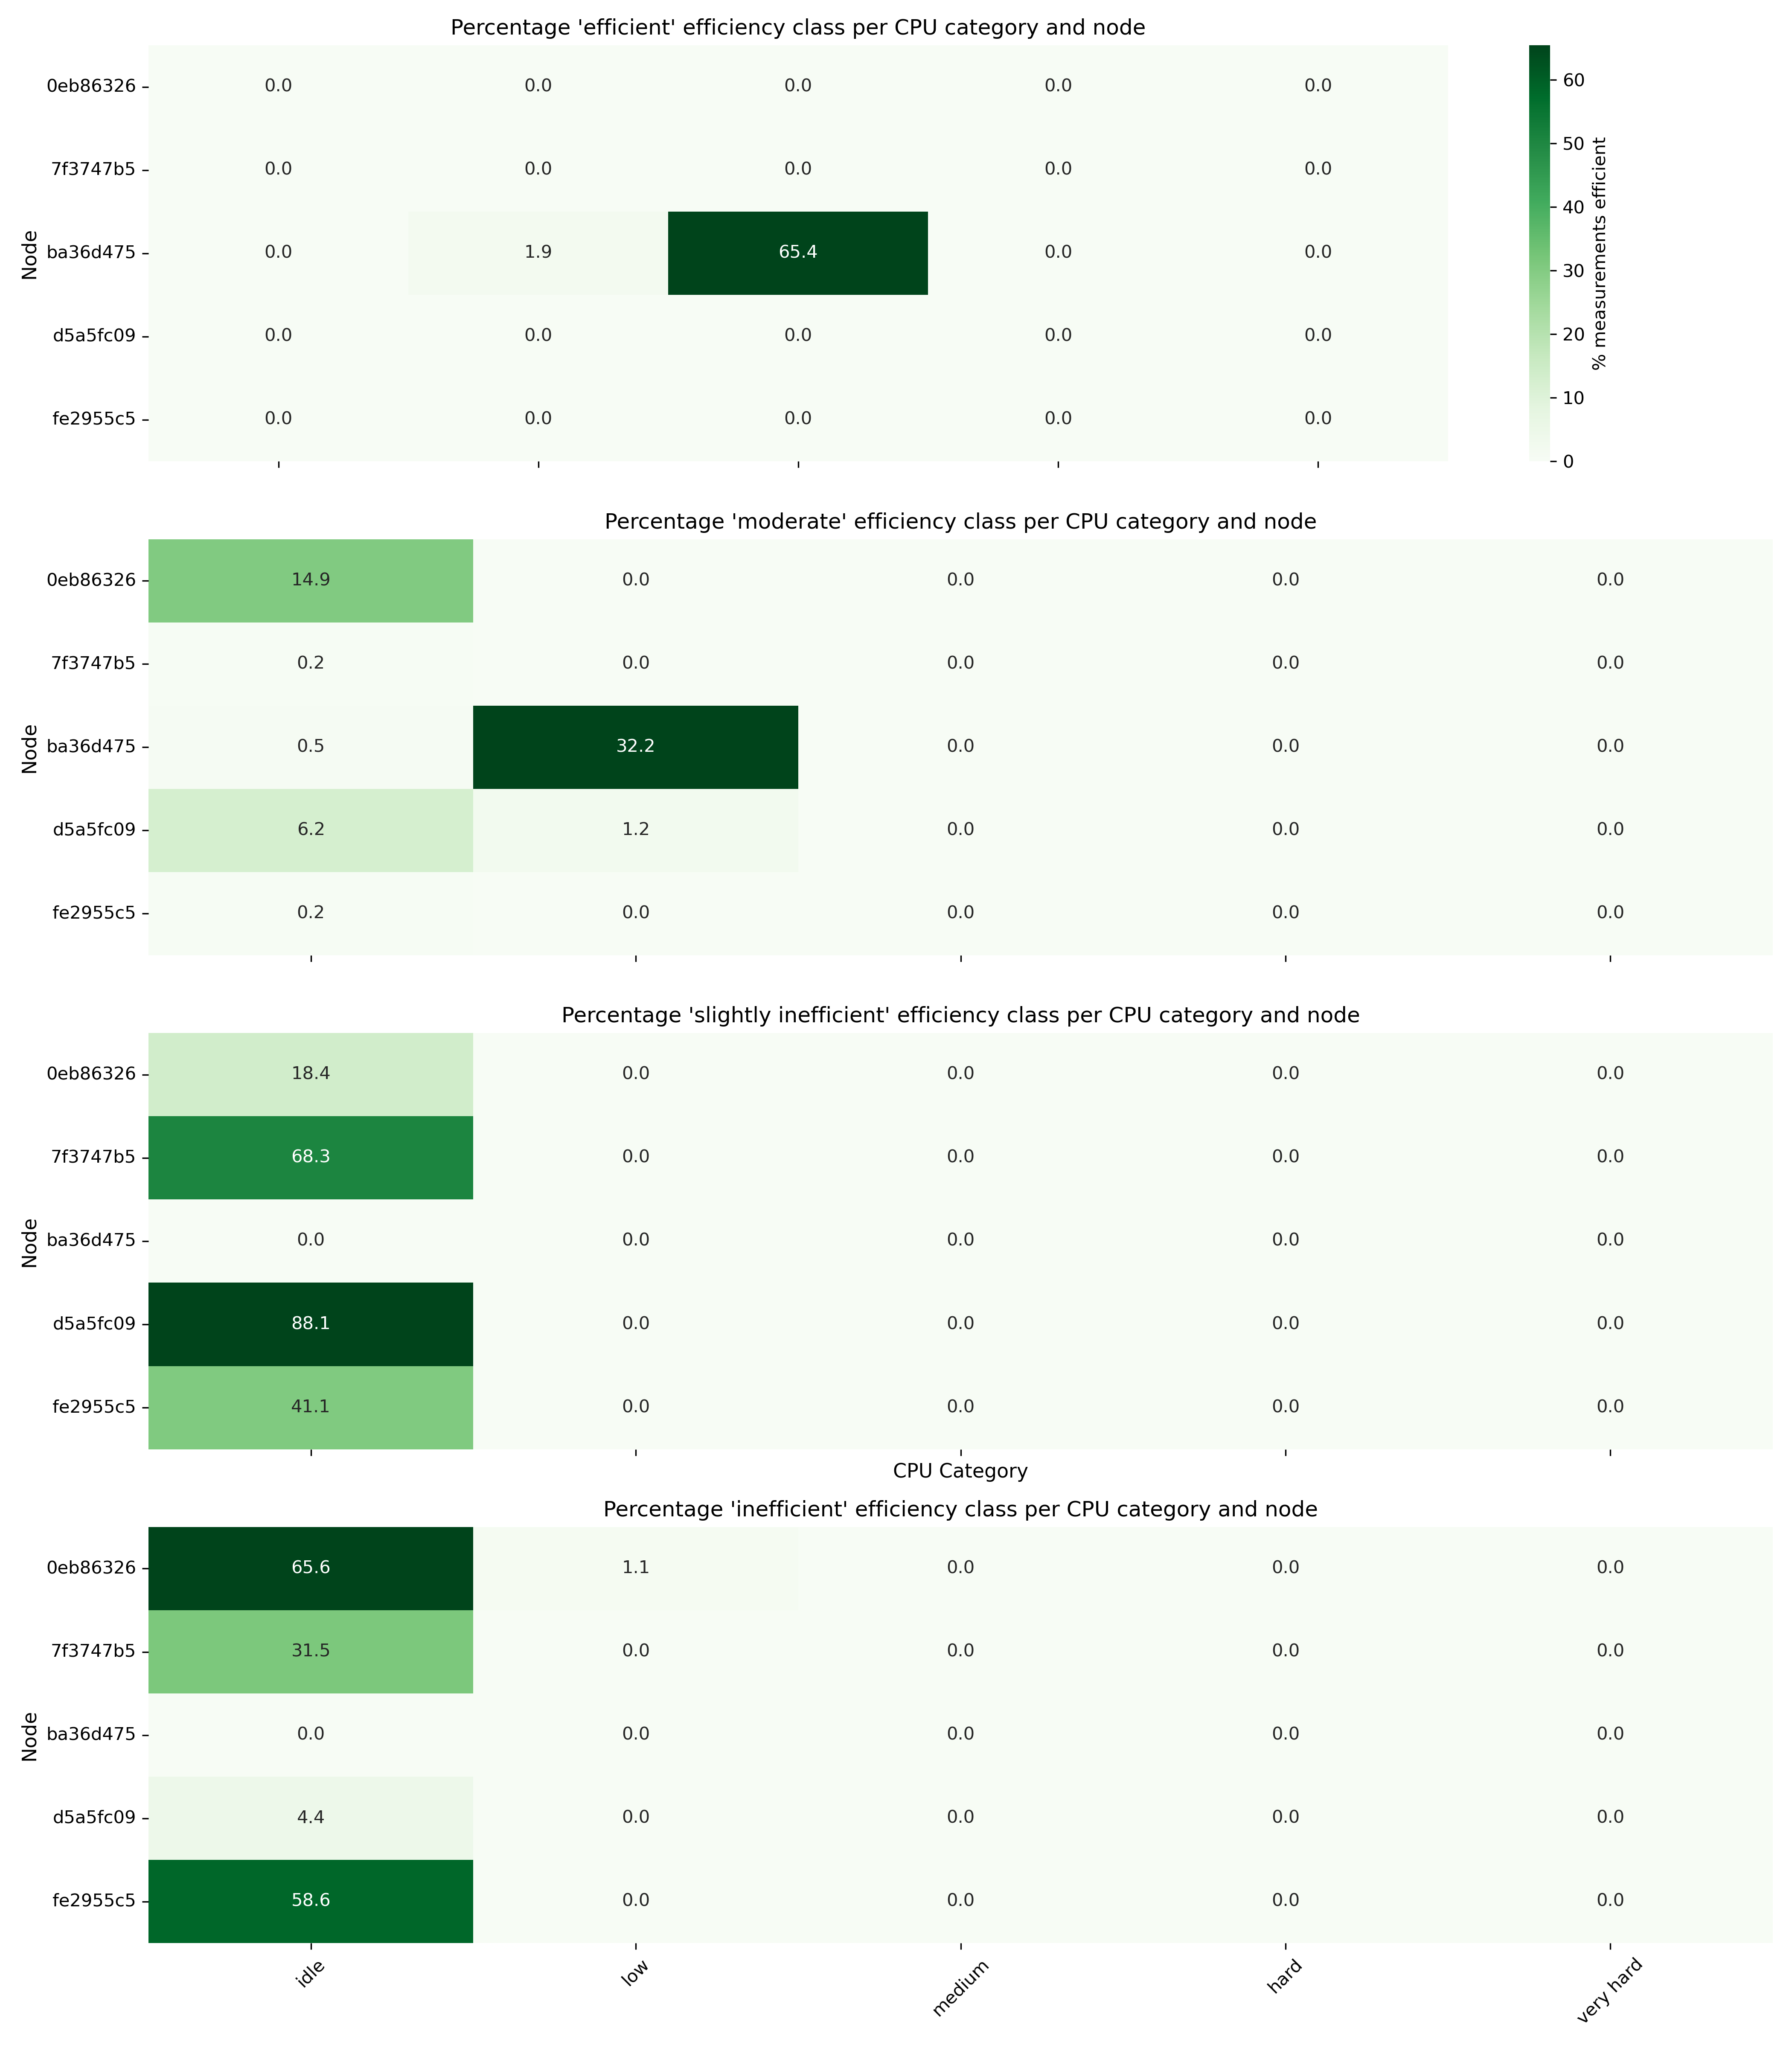 Percentage 'efficient' efficiency class per CPU category and node
0eb86326 0.0 0.0 0.0 0.0 0.0
7f3747b5 0.0 0.0 0.0 0.0 0.0
ba36d475 0.0 1.9 65.4 0.0 0.0
d5a5fc09 0.0 0.0 0.0 0.0 0.0
fe2955c5 0.0 0.0 0.0 0.0 0.0
Node
60
50
40
30
20
10
0
% measurements efficient
Percentage 'moderate' efficiency class per CPU category and node
0eb86326 14.9 0.0 0.0 0.0 0.0
7f3747b5 0.2 0.0 0.0 0.0 0.0
ba36d475 0.5 32.2 0.0 0.0 0.0
d5a5fc09 6.2 1.2 0.0 0.0 0.0
fe2955c5 0.2 0.0 0.0 0.0 0.0
Node
Percentage 'slightly inefficient' efficiency class per CPU category and node
0eb86326 18.4 0.0 0.0 0.0 0.0
7f3747b5 68.3 0.0 0.0 0.0 0.0
ba36d475 0.0 0.0 0.0 0.0 0.0
d5a5fc09 88.1 0.0 0.0 0.0 0.0
fe2955c5 41.1 0.0 0.0 0.0 0.0
Node
CPU Category
Percentage 'inefficient' efficiency class per CPU category and node
0eb86326 65.6 1.1 0.0 0.0 0.0
7f3747b5 31.5 0.0 0.0 0.0 0.0
ba36d475 0.0 0.0 0.0 0.0 0.0
d5a5fc09 4.4 0.0 0.0 0.0 0.0
fe2955c5 58.6 0.0 0.0 0.0 0.0
Node
idle low medium hard very hard